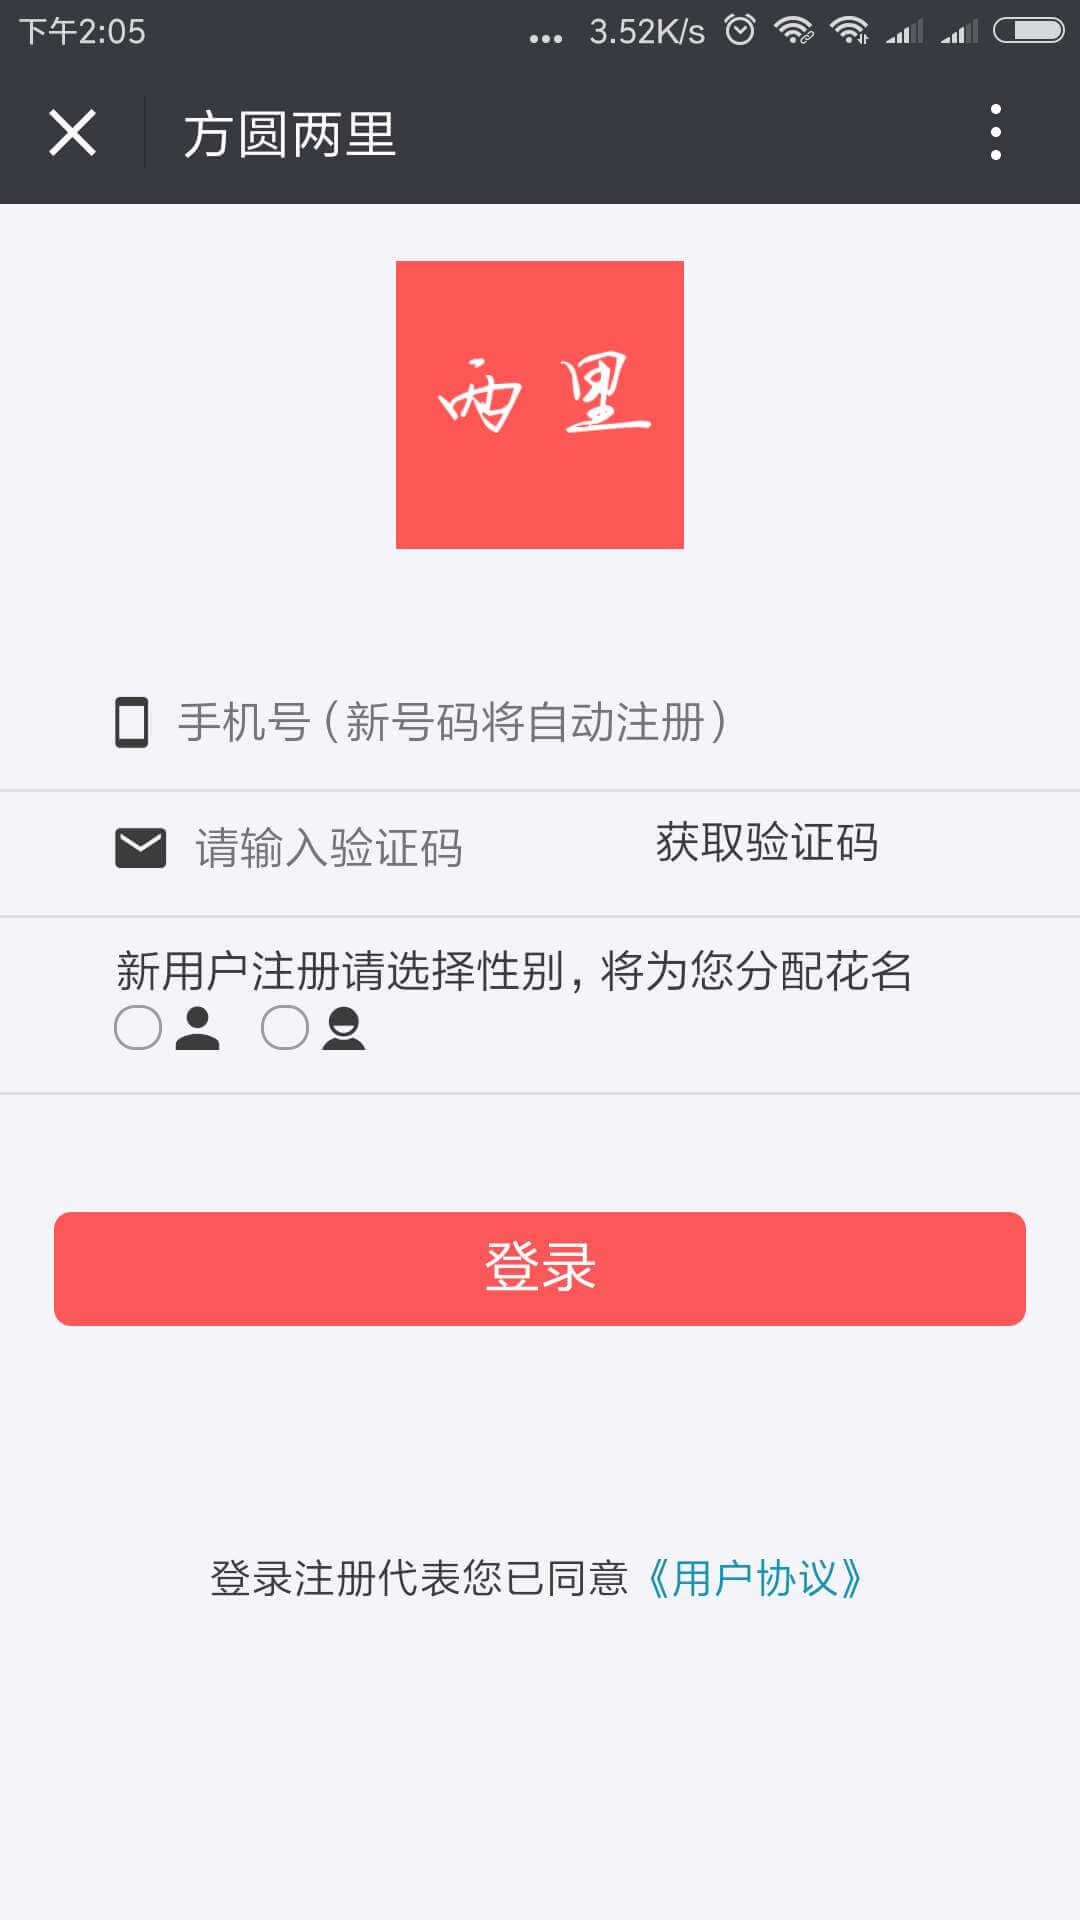 下午2:05
... 3.52K/s
方圆两里
两里
手机号（新号码将自动注册）
请输入验证码
获取验证码
新用户注册请选择性别，将为您分配花名
登录
登录注册代表您已同意《用户协议》